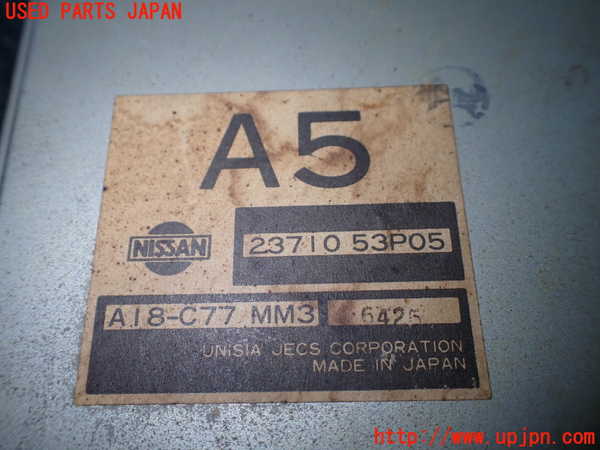 USED PARTS JAPAN
A5
NISSAN
23710 53P05
A18-C77 MM3 6425
UNISIA JECS CORPORATION
MADE IN JAPAN
http://www.upjpn.com/